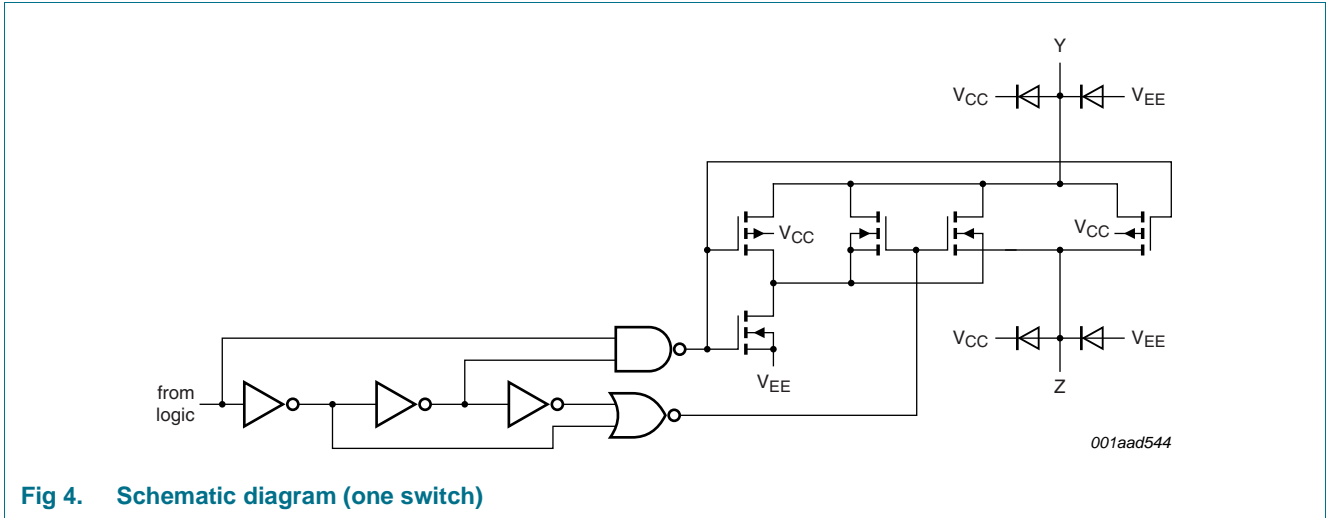 Y
VCC VEE
VCC VCC
VCC VEE
VEE
from
logic
Z
001aad544
Fig 4. Schematic diagram (one switch)